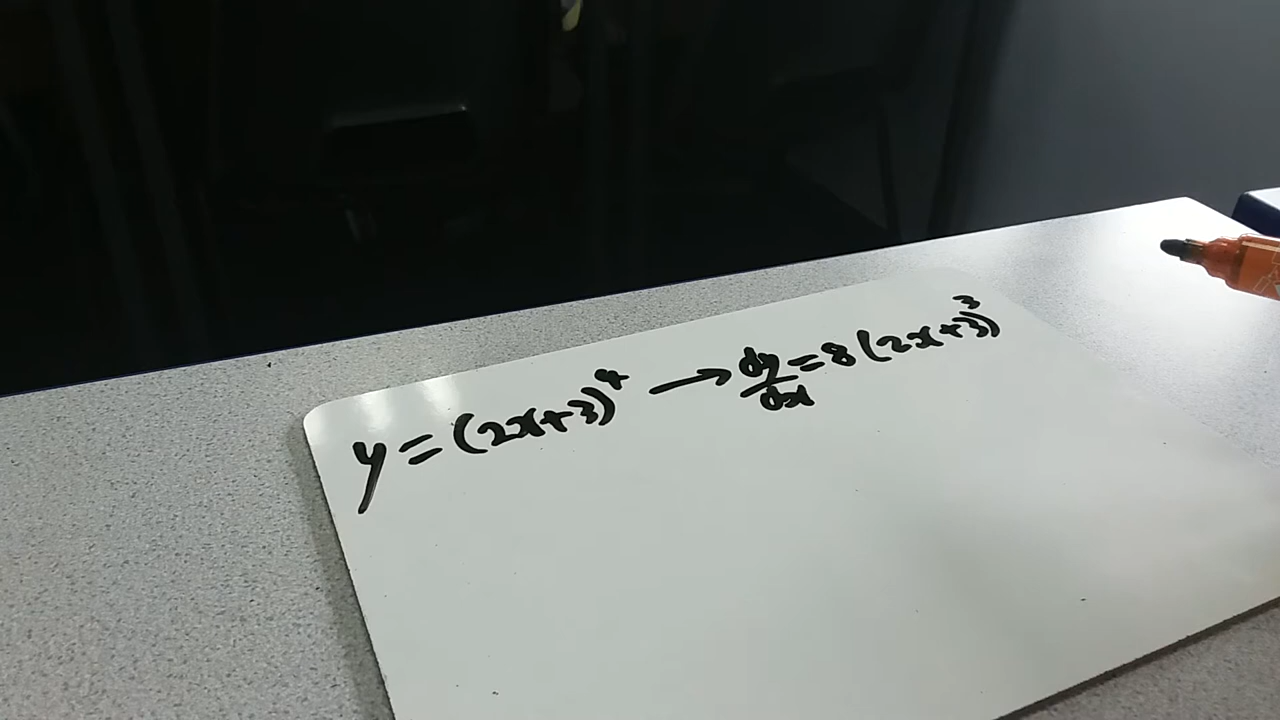 y = (2x+3)⁴ → dy/dx = 8(2x+3)³